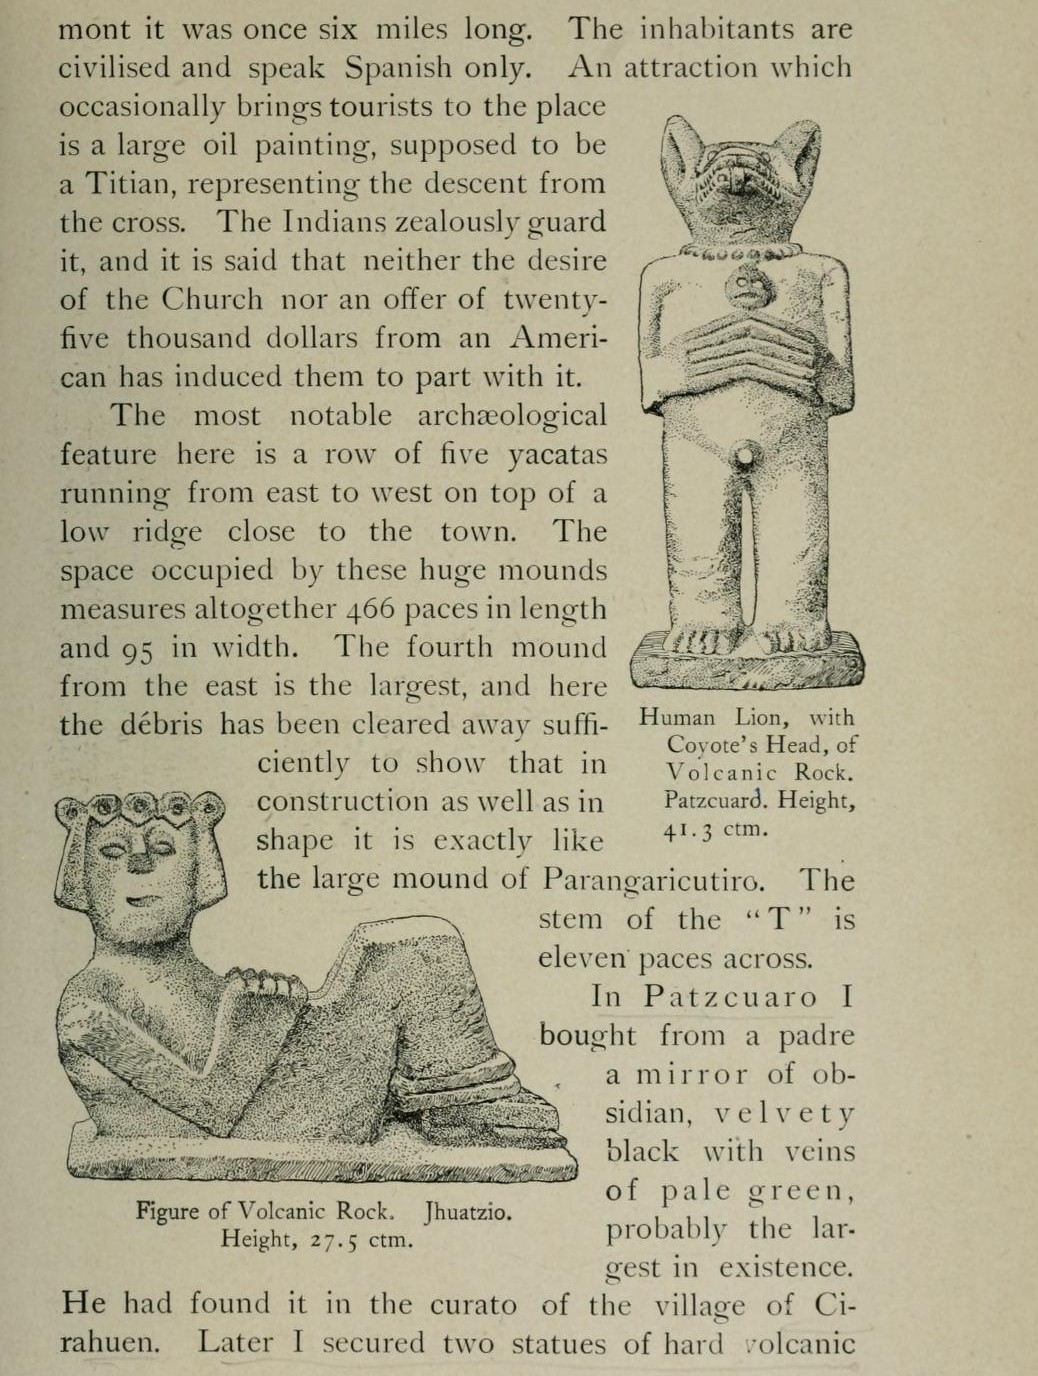 mont it was once six miles long. The inhabitants are
civilised and speak Spanish only. An attraction which
occasionally brings tourists to the place
is a large oil painting, supposed to be
a Titian, representing the descent from
the cross. The Indians zealously guard
it, and it is said that neither the desire
of the Church nor an offer of twenty-
five thousand dollars from an Ameri-
can has induced them to part with it.
The most notable archæological
feature here is a row of five yacatas
running from east to west on top of a
low ridge close to the town. The
space occupied by these huge mounds
measures altogether 466 paces in length
and 95 in width. The fourth mound
from the east is the largest, and here
the débris has been cleared away suffi-
ciently to show that in
construction as well as in
shape it is exactly like
the large mound of Parangaricutiro. The
stem of the "T" is
eleven paces across.
In Patzcuaro I
bought from a padre
a mirror of ob-
sidian, velvety
black with veins
of pale green,
probably the lar-
gest in existence.
He had found it in the curato of the village of Ci-
rahuen. Later I secured two statues of hard volcanic
Human Lion, with
Coyote's Head, of
Volcanic Rock.
Patzcuaro. Height,
41.3 ctm.
Figure of Volcanic Rock. Jhuatzio.
Height, 27.5 ctm.